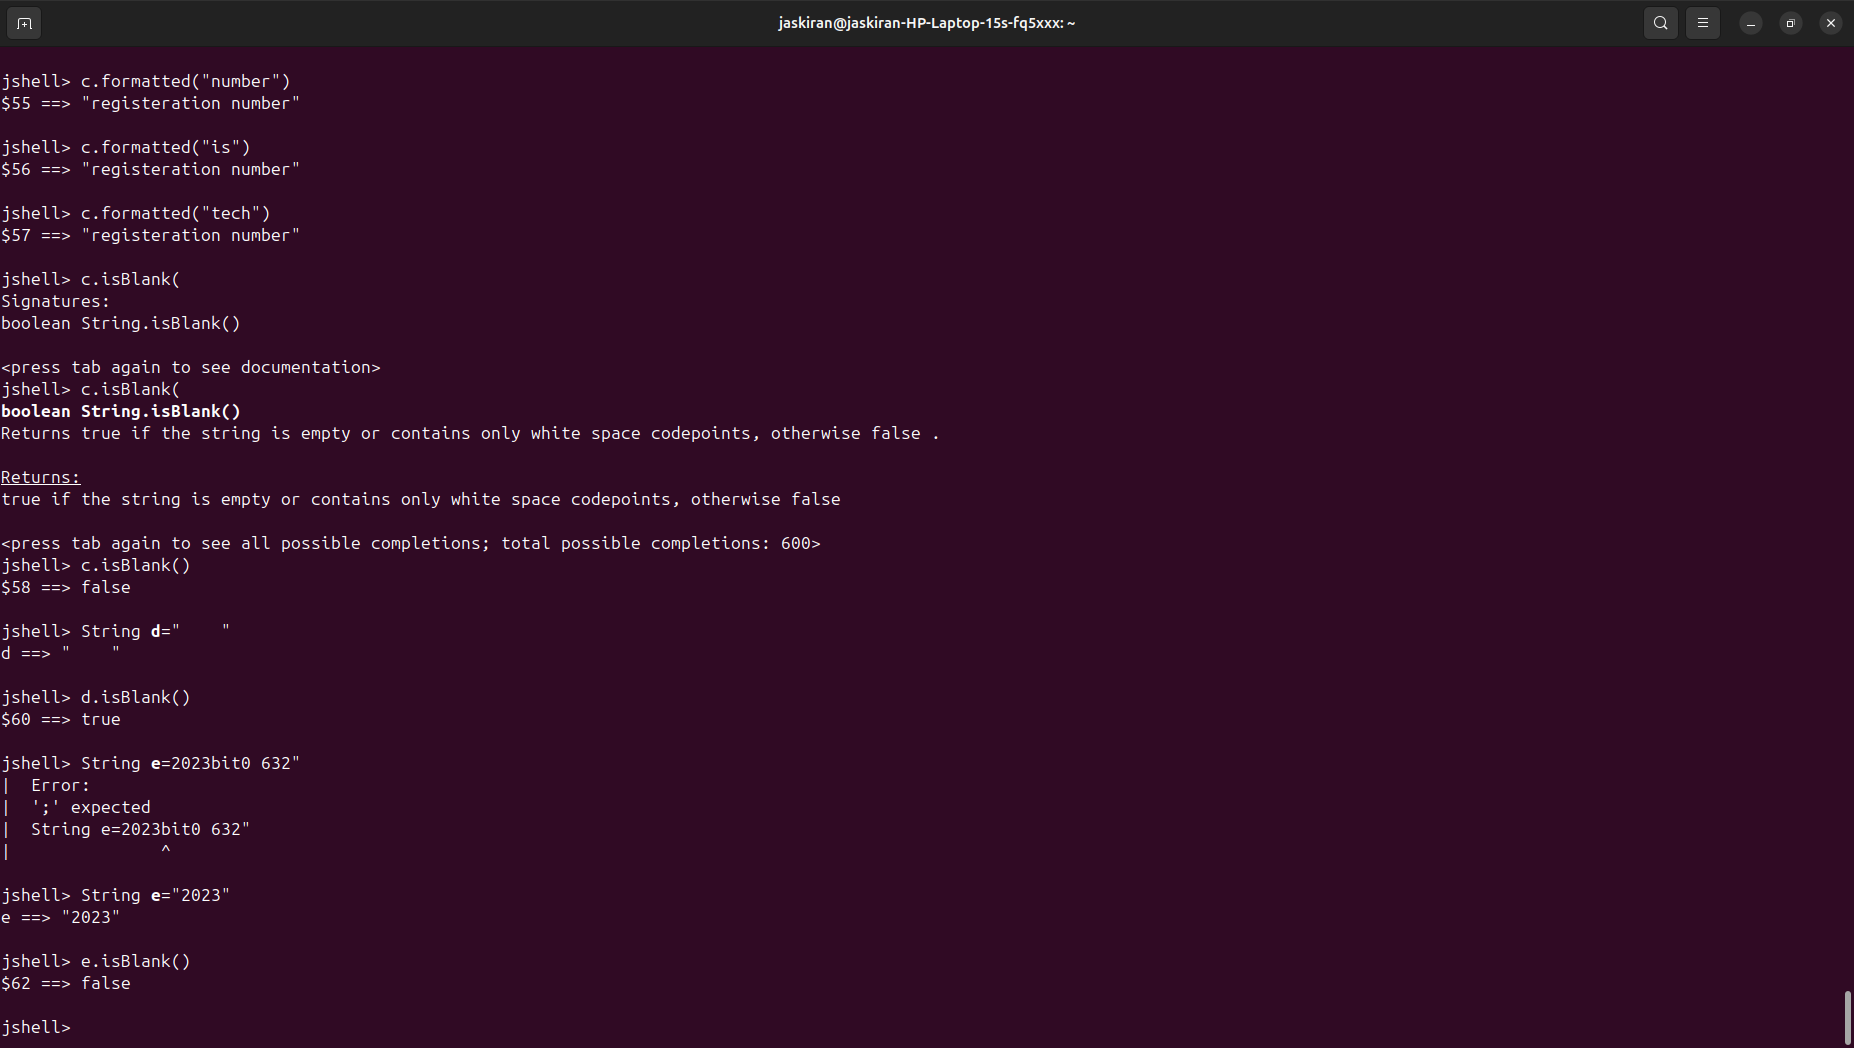 jaskiran@jaskiran-HP-Laptop-15s-fq5xxx: ~
jshell> c.formatted("number")
$55 ==> "registeration number"
jshell> c.formatted("is")
$56 ==> "registeration number"
jshell> c.formatted("tech")
$57 ==> "registeration number"
jshell> c.isBlank(
Signatures:
boolean String.isBlank()
<press tab again to see documentation>
jshell> c.isBlank(
boolean String.isBlank()
Returns true if the string is empty or contains only white space codepoints, otherwise false .
Returns:
true if the string is empty or contains only white space codepoints, otherwise false
<press tab again to see all possible completions; total possible completions: 600>
jshell> c.isBlank()
$58 ==> false
jshell> String d="    "
d ==> "    "
jshell> d.isBlank()
$60 ==> true
jshell> String e=2023bit0 632"
|  Error:
|  ';' expected
|  String e=2023bit0 632"
|               ^
jshell> String e="2023"
e ==> "2023"
jshell> e.isBlank()
$62 ==> false
jshell>